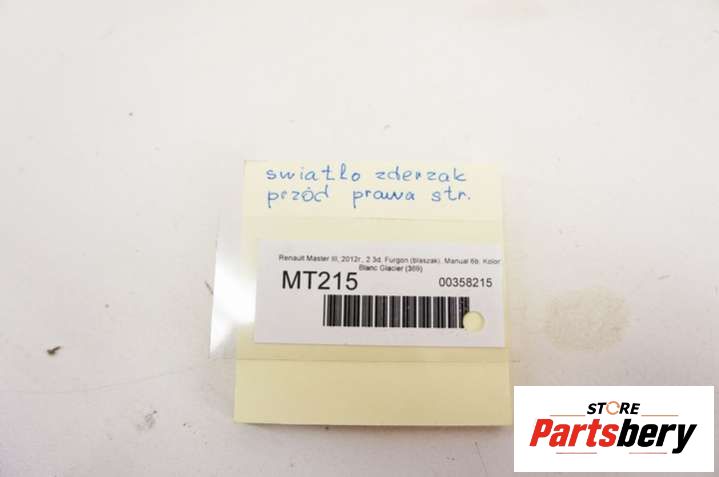 swiatło zderzak
przód prawa str.
Renault Master III, 2012r., 2.3d, Furgon (blaszak), Manual 6b, Kolor:
Blanc Glacier (369)
MT215 00358215
STORE
Partsbery